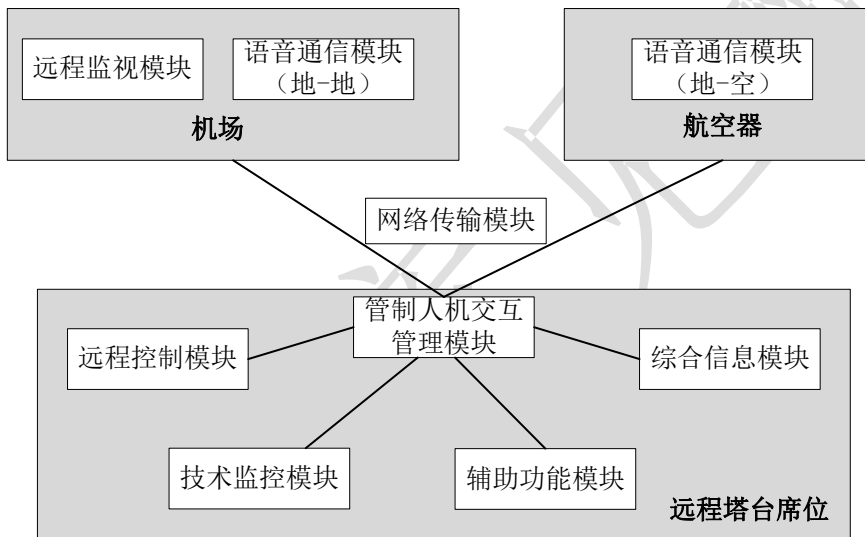 远程监视模块
语音通信模块
（地-地）
机场
语音通信模块
（地-空）
航空器
网络传输模块
管制人机交互
管理模块
远程控制模块
综合信息模块
技术监控模块
辅助功能模块
远程塔台席位